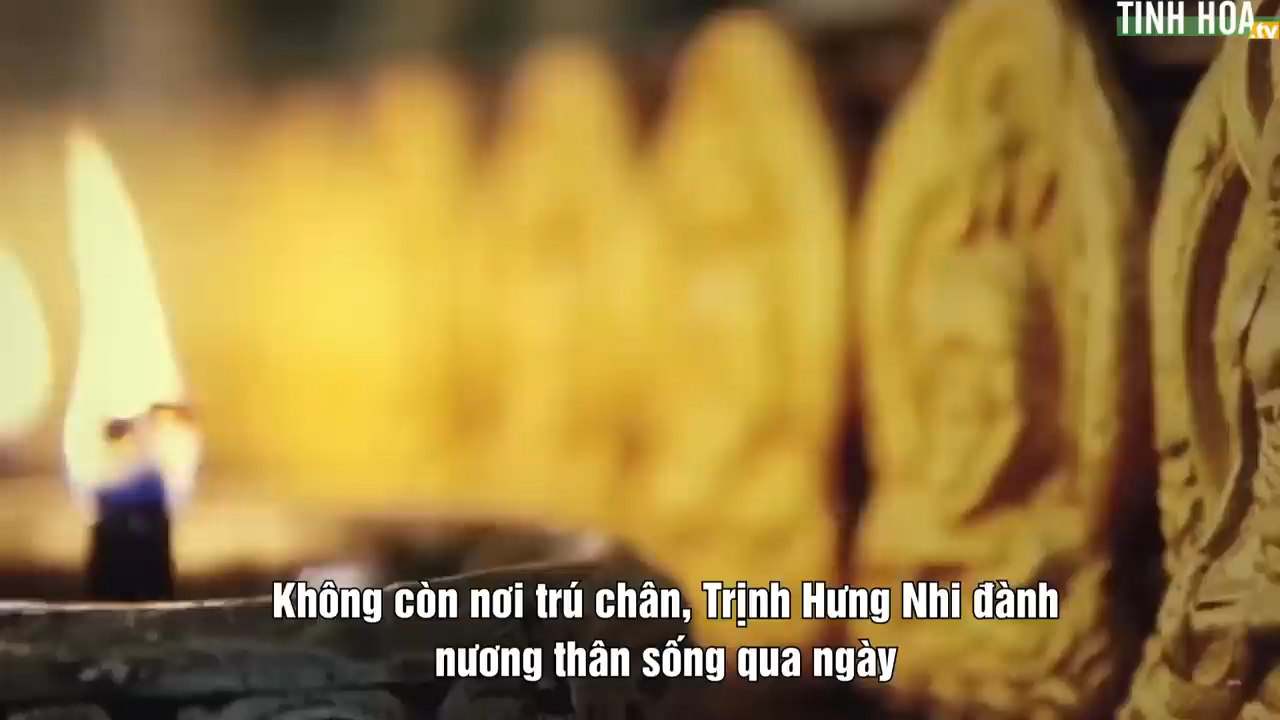 TINH HOA
.tv
Không còn nơi trú chân, Trịnh Hưng Nhi đành
nương thân sống qua ngày